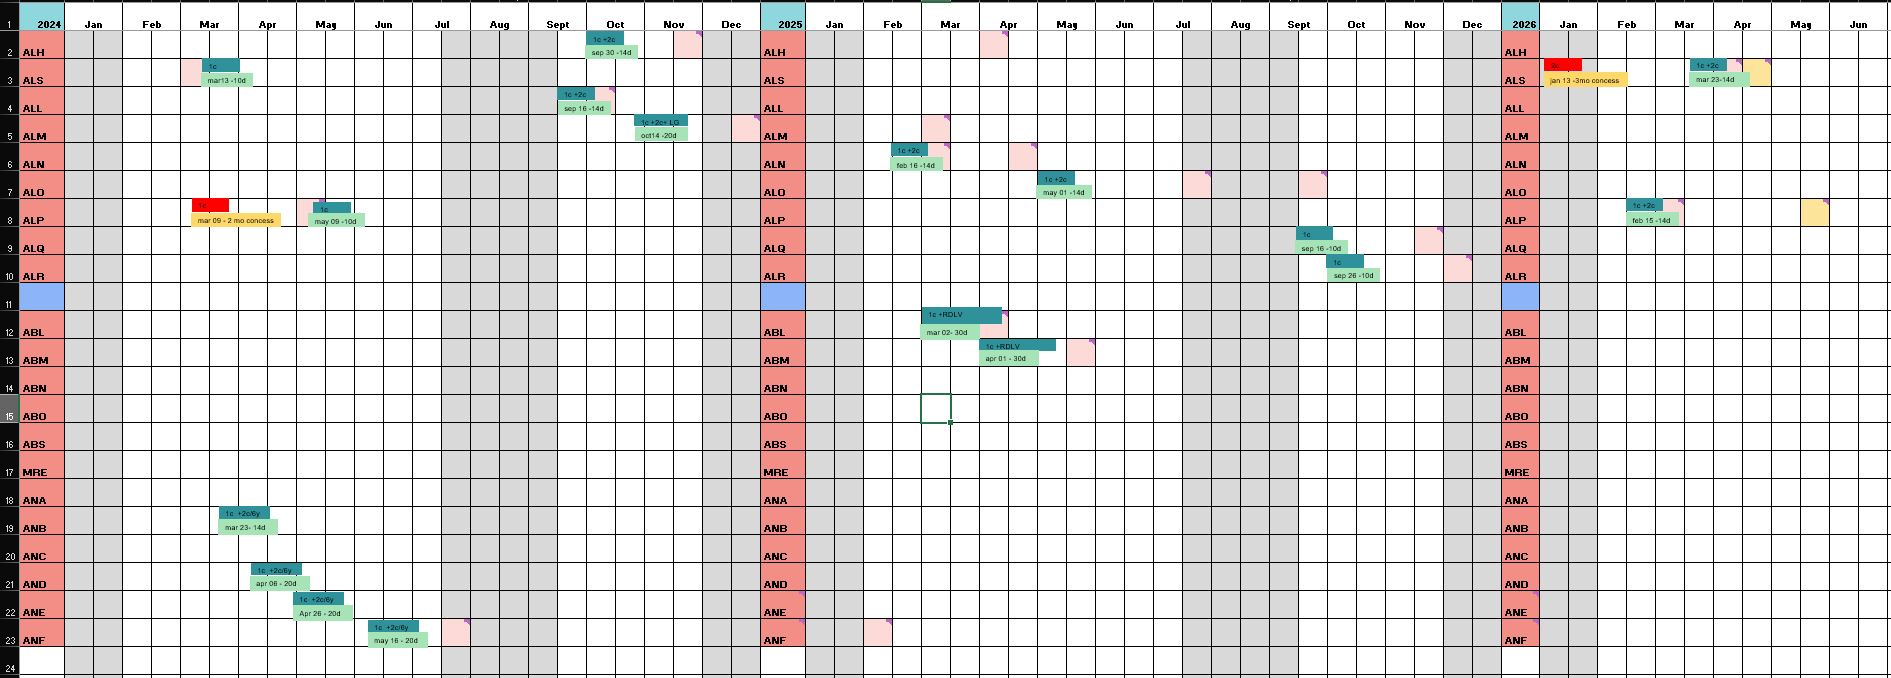 1 2024 Jan Feb Mar Apr May Jun Jul Aug Sept Oct Nov Dec 2025 Jan Feb Mar Apr May Jun Jul Aug Sept Oct Nov Dec 2026 Jan Feb Mar Apr May Jun
1c +2c
2 ALH sep 30 -14d ALH ALH
1c 2c 1c +2c
3 ALS mar13 -10d ALS ALS jan 13 -3mo concess mar 23-14d
1c +2c
4 ALL sep 16 -14d ALL ALL
1c +2c+ LG
5 ALM oct14 -20d ALM ALM
1c +2c
6 ALN ALN feb 16 -14d ALN
1c +2c
7 ALO ALO may 01 -14d ALO
1c 1c 1c +2c
8 ALP mar 09 - 2 mo concess may 09 -10d ALP ALP feb 15 -14d
1c
9 ALQ ALQ sep 16 -10d ALQ
1c
10 ALR ALR sep 26 -10d ALR
11
1c +RDLV
12 ABL ABL mar 02- 30d ABL
1c +RDLV
13 ABM ABM apr 01 - 30d ABM
14 ABN ABN ABN
15 ABO ABO ABO
16 ABS ABS ABS
17 MRE MRE MRE
18 ANA ANA ANA
1c +2c/6y
19 ANB mar 23- 14d ANB ANB
20 ANC ANC ANC
1c +2c/6y
21 AND apr 06 - 20d AND AND
1c +2c/6y
22 ANE Apr 26 - 20d ANE ANE
1c +2c/6y
23 ANF may 16 - 20d ANF ANF
24